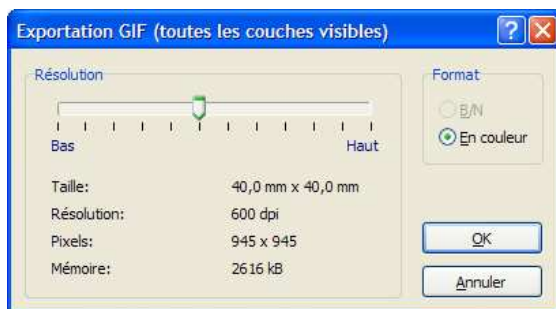 Exportation GIF (toutes les couches visibles)
Résolution
Bas Haut
Taille: 40,0 mm x 40,0 mm
Résolution: 600 dpi
Pixels: 945 x 945
Mémoire: 2616 kB
Format
B/N
En couleur
OK
Annuler